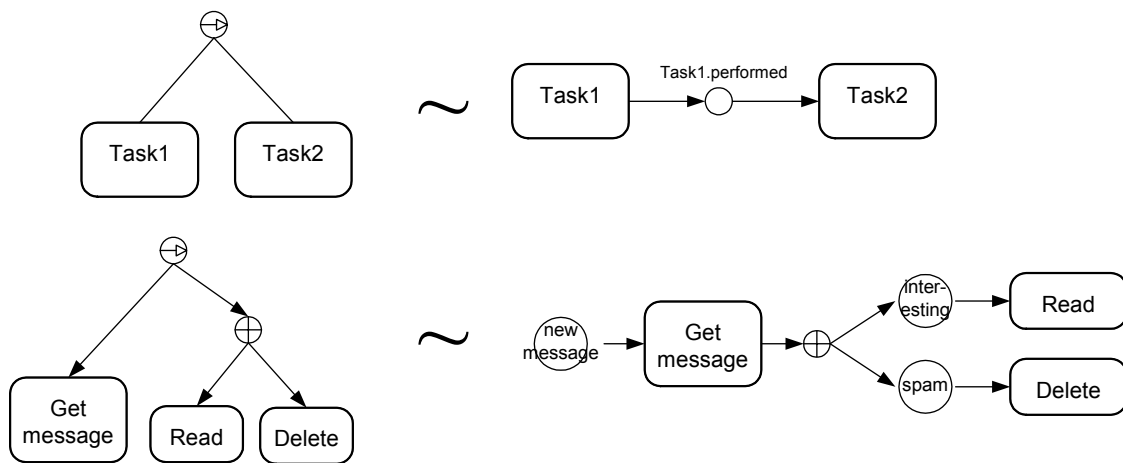 Task1
Task2
~
Task1
Task1.performed
Task2
Get
message
Read
Delete
~
new
message
Get
message
inter-
esting
spam
Read
Delete